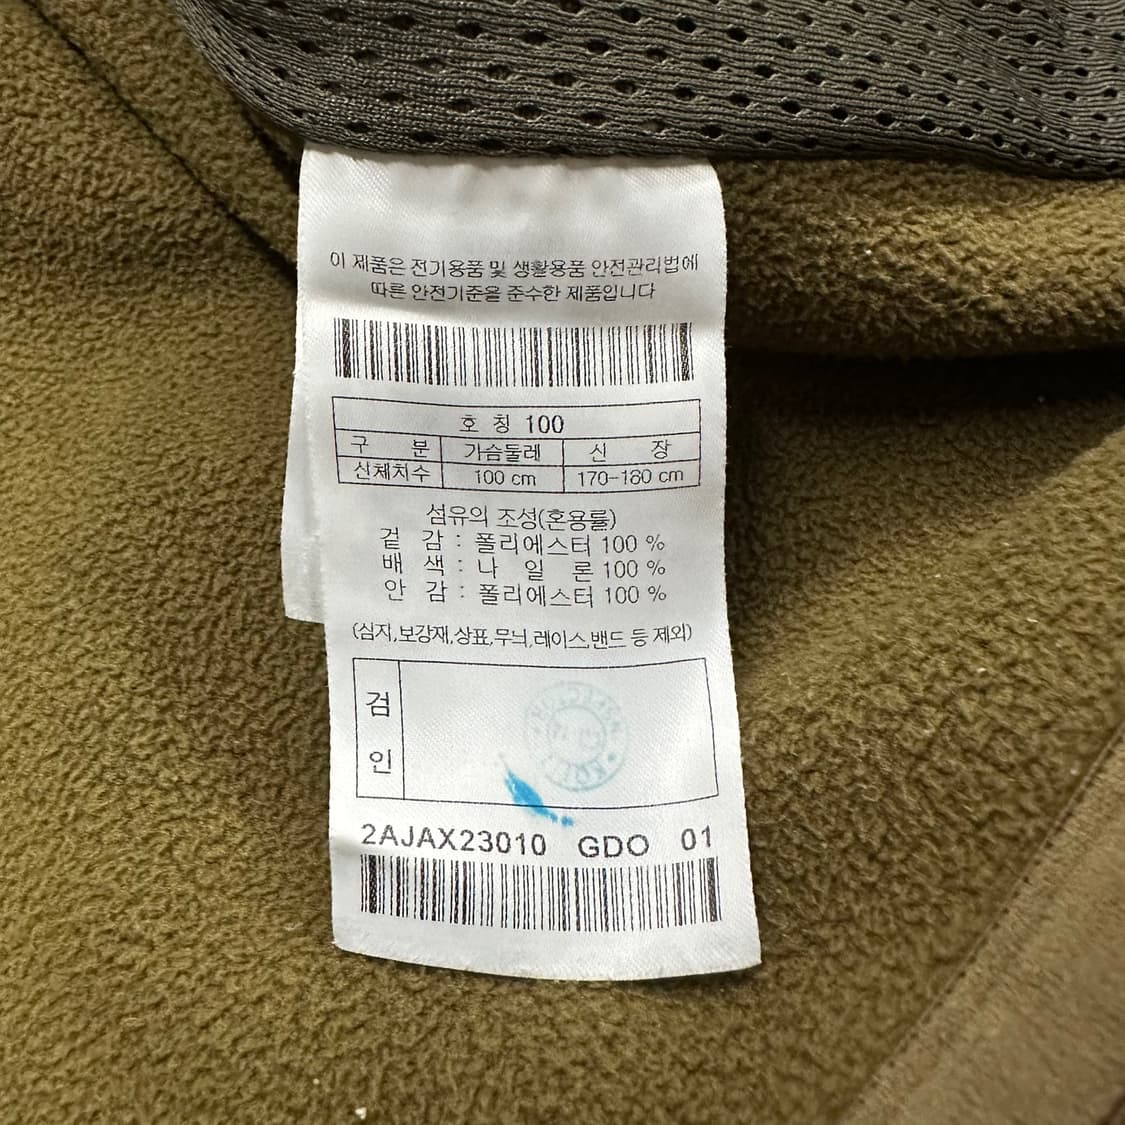 이 제품은 전기용품 및 생활용품 안전관리법에
따른 안전기준을 준수한 제품입니다
호 칭 100
구 분 가슴둘레 신 장
신체치수 100 cm 170-180 cm
섬유의 조성(혼용률)
겉 감 : 폴리에스터 100 %
배 색 : 나 일 론 100 %
안 감 : 폴리에스터 100 %
(심지,보강재,상표,무늬,레이스,밴드 등 제외)
검
인
2AJAX23010 GDO 01